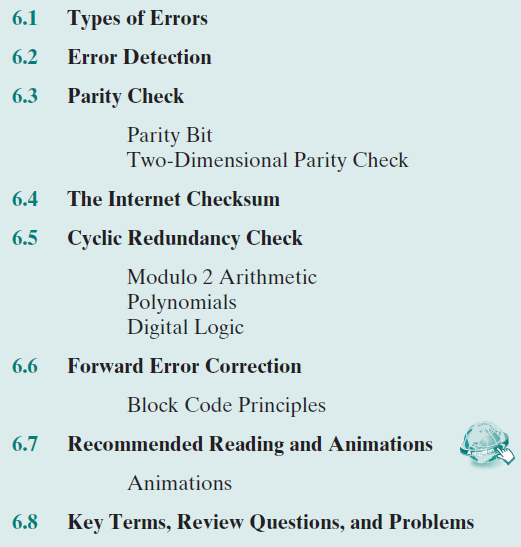 6.1 Types of Errors
6.2 Error Detection
6.3 Parity Check
Parity Bit
Two-Dimensional Parity Check
6.4 The Internet Checksum
6.5 Cyclic Redundancy Check
Modulo 2 Arithmetic
Polynomials
Digital Logic
6.6 Forward Error Correction
Block Code Principles
6.7 Recommended Reading and Animations
Animations
6.8 Key Terms, Review Questions, and Problems